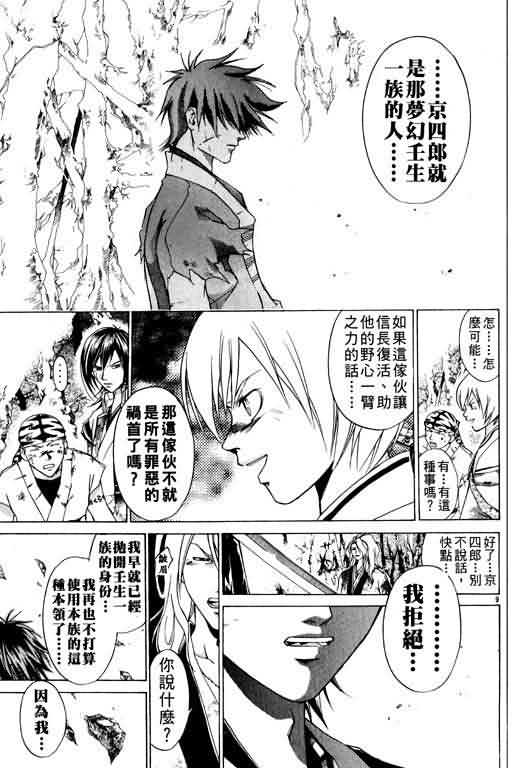 ……京四郎就
是那夢幻壬生
一族的人……
怎……怎
麼可能…
有…有這
種事嗎？
如果這傢伙讓
信長復活、助
他的野心一臂
之力的話……
那這傢伙不就
是所有罪惡的
禍首了嗎？
…
好了…京
四郎…別
不說話，
快點…
9
…………
我拒絕…
皺眉
你說什麼？
我早就已經
拋開壬生一
族的身份…
我再也不打算
使用本族的這
種本領了……
因為我…